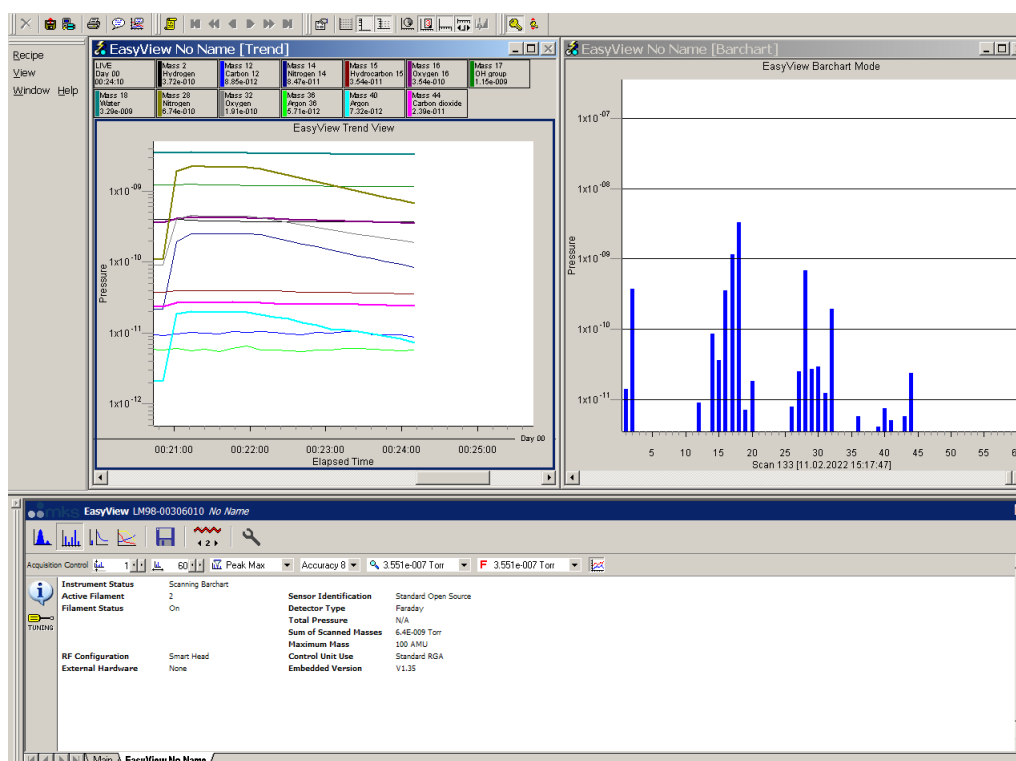 Recipe
View
Window Help
EasyView No Name [Trend]
LIVE
Day 00
00:24:10
Mass 2
Hydrogen
3.72e-010
Mass 12
Carbon 12
8.85e-012
Mass 14
Nitrogen 14
8.47e-011
Mass 15
Hydrocarbon 15
3.54e-011
Mass 16
Oxygen 16
3.54e-010
Mass 17
OH group
1.15e-009
Mass 18
Water
3.29e-009
Mass 28
Nitrogen
6.74e-010
Mass 32
Oxygen
1.91e-010
Mass 36
Argon 36
5.71e-012
Mass 40
Argon
7.32e-012
Mass 44
Carbon dioxide
2.39e-011
EasyView Trend View
1x10-09
1x10-10
1x10-11
1x10-12
Pressure
Day 00
00:21:00 00:22:00 00:23:00 00:24:00 00:25:00
Elapsed Time
EasyView No Name [Barchart]
EasyView Barchart Mode
1x10-07
1x10-08
1x10-09
1x10-10
1x10-11
Pressure
5 10 15 20 25 30 35 40 45 50 55
Scan 133 [11.02.2022 15:17:47]
mks EasyView LM98-00306010 No Name
Acquisition Control 1 60 Peak Max Accuracy 8 3.551e-007 Torr F 3.551e-007 Torr
TUNING
Instrument Status Scanning Barchart
Active Filament 2 Sensor Identification Standard Open Source
Filament Status On Detector Type Faraday
Total Pressure N/A
Sum of Scanned Masses 6.4E-009 Torr
Maximum Mass 100 AMU
RF Configuration Smart Head Control Unit Use Standard RGA
External Hardware None Embedded Version V1.35
Main EasyView No Name